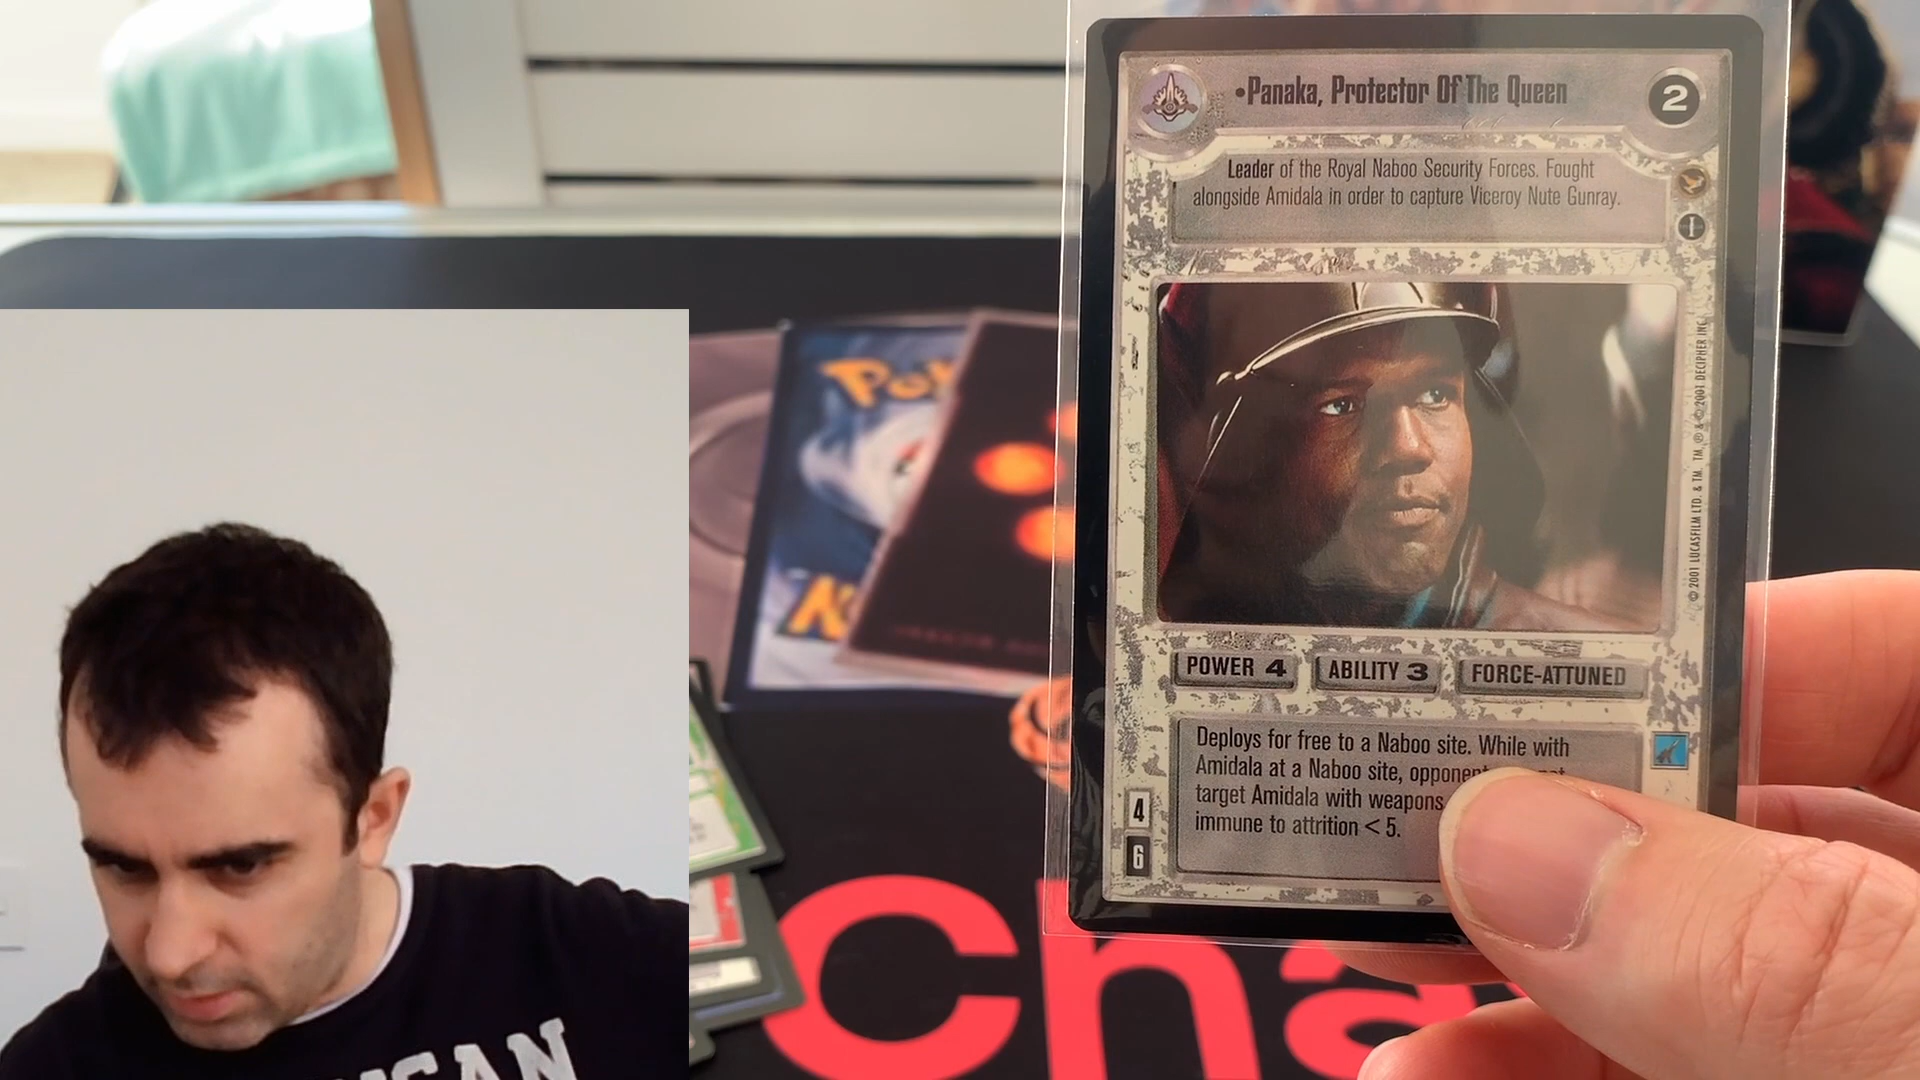 •Panaka, Protector Of The Queen
2
Leader of the Royal Naboo Security Forces. Fought
alongside Amidala in order to capture Viceroy Nute Gunray.
© 2001 LUCASFILM LTD. & TM. TM, ® & © 2001 DECIPHER INC.
POWER 4
ABILITY 3
FORCE-ATTUNED
Deploys for free to a Naboo site. While with
Amidala at a Naboo site,
target Amidala with weapons
immune to attrition < 5.
4
6